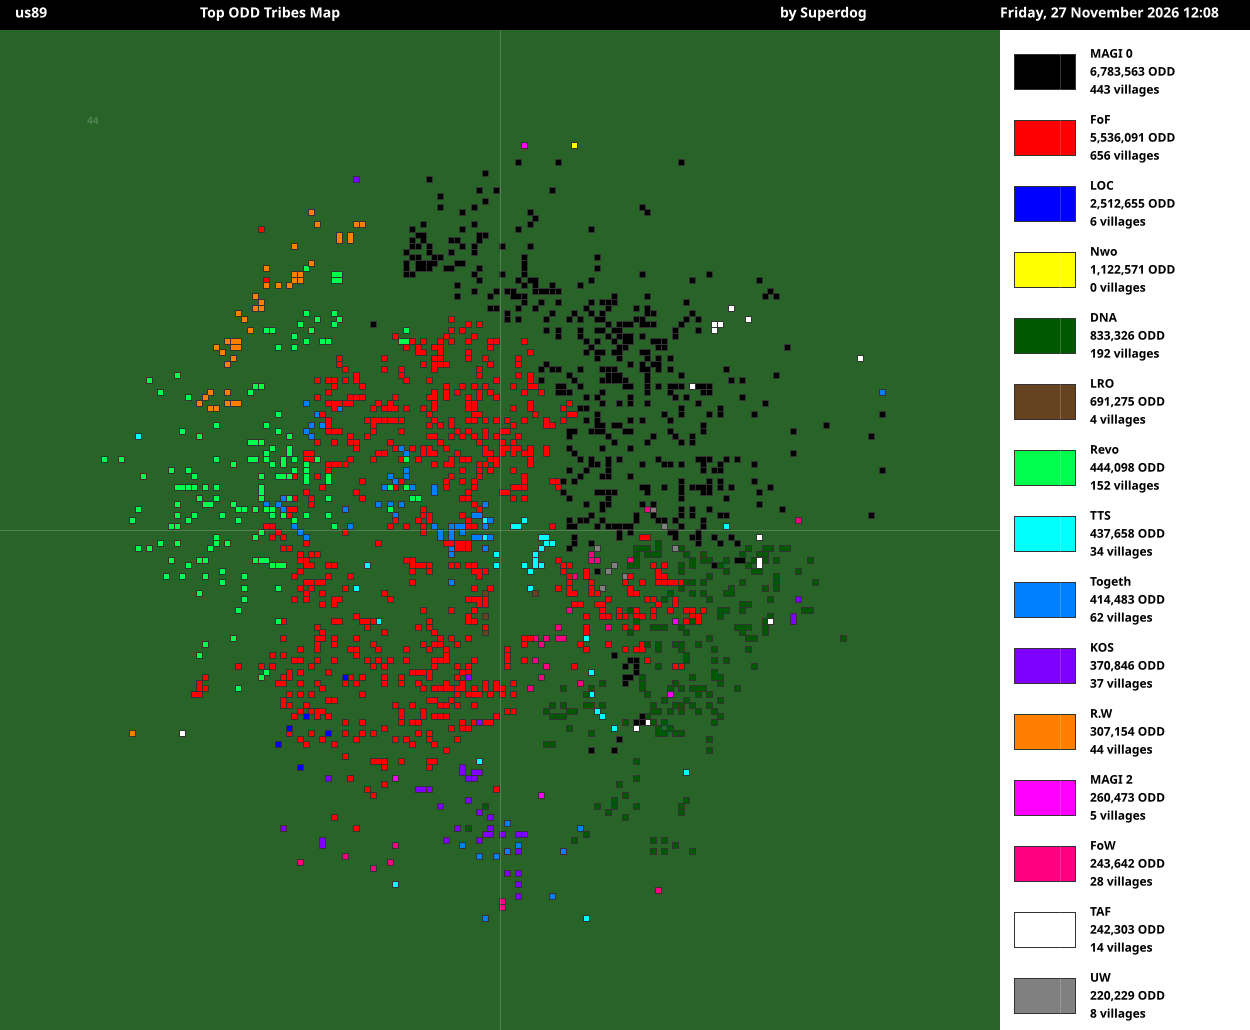 us89 Top ODD Tribes Map by Superdog Friday, 27 November 2026 12:08
44
MAGI 0
6,783,563 ODD
443 villages
FoF
5,536,091 ODD
656 villages
LOC
2,512,655 ODD
6 villages
Nwo
1,122,571 ODD
0 villages
DNA
833,326 ODD
192 villages
LRO
691,275 ODD
4 villages
Revo
444,098 ODD
152 villages
TTS
437,658 ODD
34 villages
Togeth
414,483 ODD
62 villages
KOS
370,846 ODD
37 villages
R.W
307,154 ODD
44 villages
MAGI 2
260,473 ODD
5 villages
FoW
243,642 ODD
28 villages
TAF
242,303 ODD
14 villages
UW
220,229 ODD
8 villages